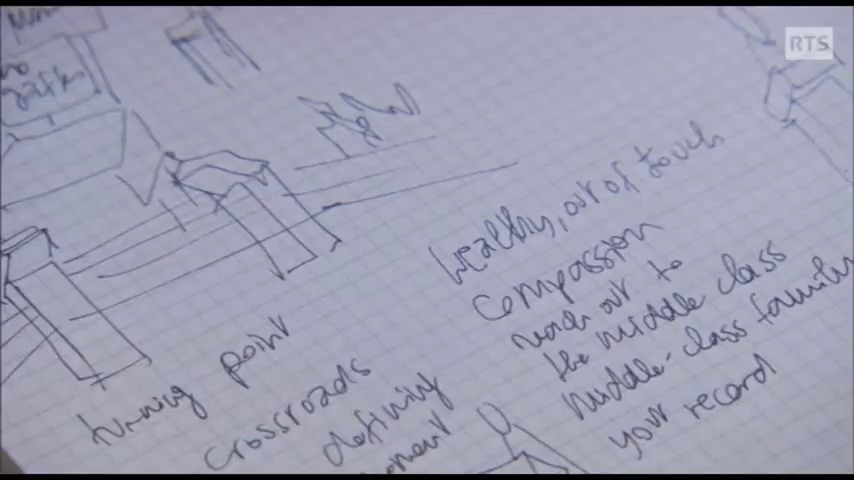 RTS
wealthy, out of touch
compassion
reach out to
the middle class
middle-class families
your record
turning point
crossroads
defining
moment